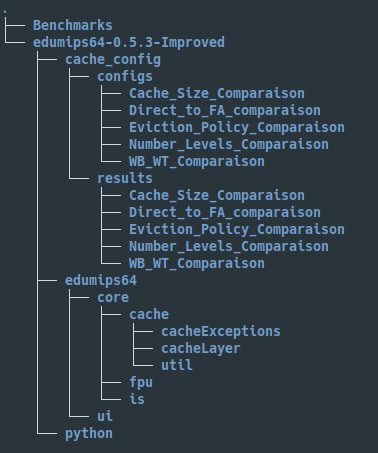 .
├── Benchmarks
└── edumips64-0.5.3-Improved
    ├── cache_config
    │   ├── configs
    │   │   ├── Cache_Size_Comparaison
    │   │   ├── Direct_to_FA_comparaison
    │   │   ├── Eviction_Policy_Comparaison
    │   │   ├── Number_Levels_Comparaison
    │   │   └── WB_WT_Comparaison
    │   └── results
    │       ├── Cache_Size_Comparaison
    │       ├── Direct_to_FA_comparaison
    │       ├── Eviction_Policy_Comparaison
    │       ├── Number_Levels_Comparaison
    │       └── WB_WT_Comparaison
    ├── edumips64
    │   ├── core
    │   │   ├── cache
    │   │   │   ├── cacheExceptions
    │   │   │   ├── cacheLayer
    │   │   │   └── util
    │   │   ├── fpu
    │   │   └── is
    │   └── ui
    └── python